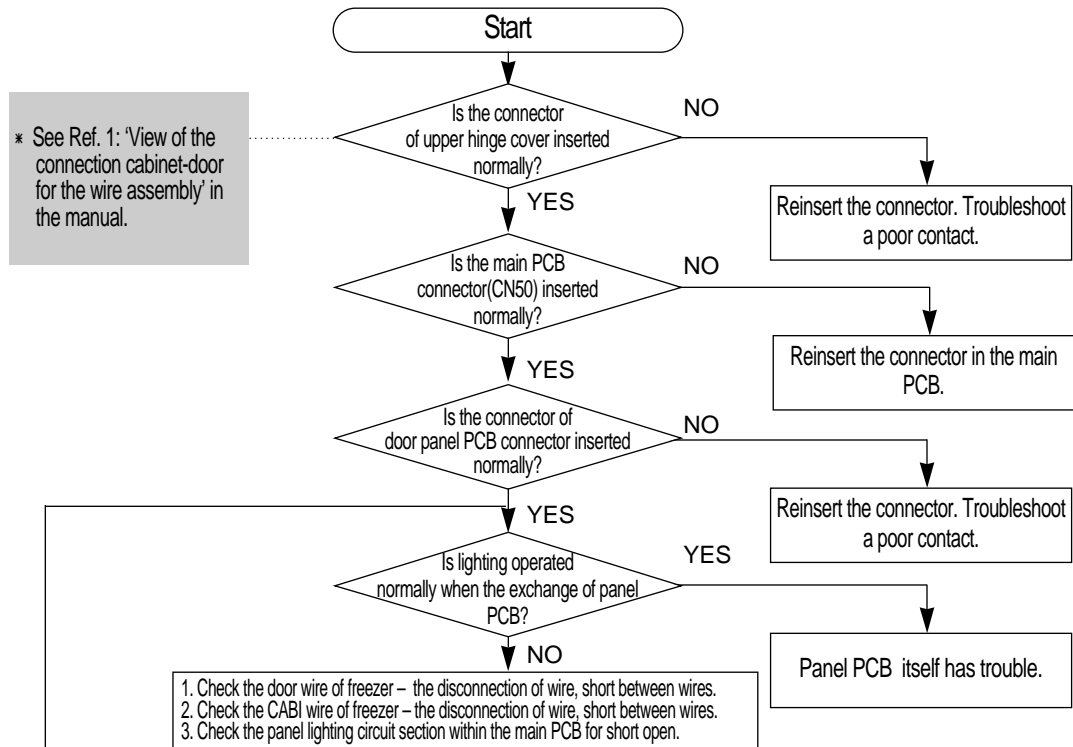 Start
Is the connector
of upper hinge cover inserted
normally?
NO
* See Ref. 1: 'View of the
connection cabinet-door
for the wire assembly' in
the manual.
YES
Reinsert the connector. Troubleshoot
a poor contact.
Is the main PCB
connector(CN50) inserted
normally?
NO
YES
Reinsert the connector in the main
PCB.
Is the connector of
door panel PCB connector inserted
normally?
NO
YES
Reinsert the connector. Troubleshoot
a poor contact.
Is lighting operated
normally when the exchange of panel
PCB?
YES
NO
Panel PCB itself has trouble.
1. Check the door wire of freezer – the disconnection of wire, short between wires.
2. Check the CABI wire of freezer – the disconnection of wire, short between wires.
3. Check the panel lighting circuit section within the main PCB for short open.